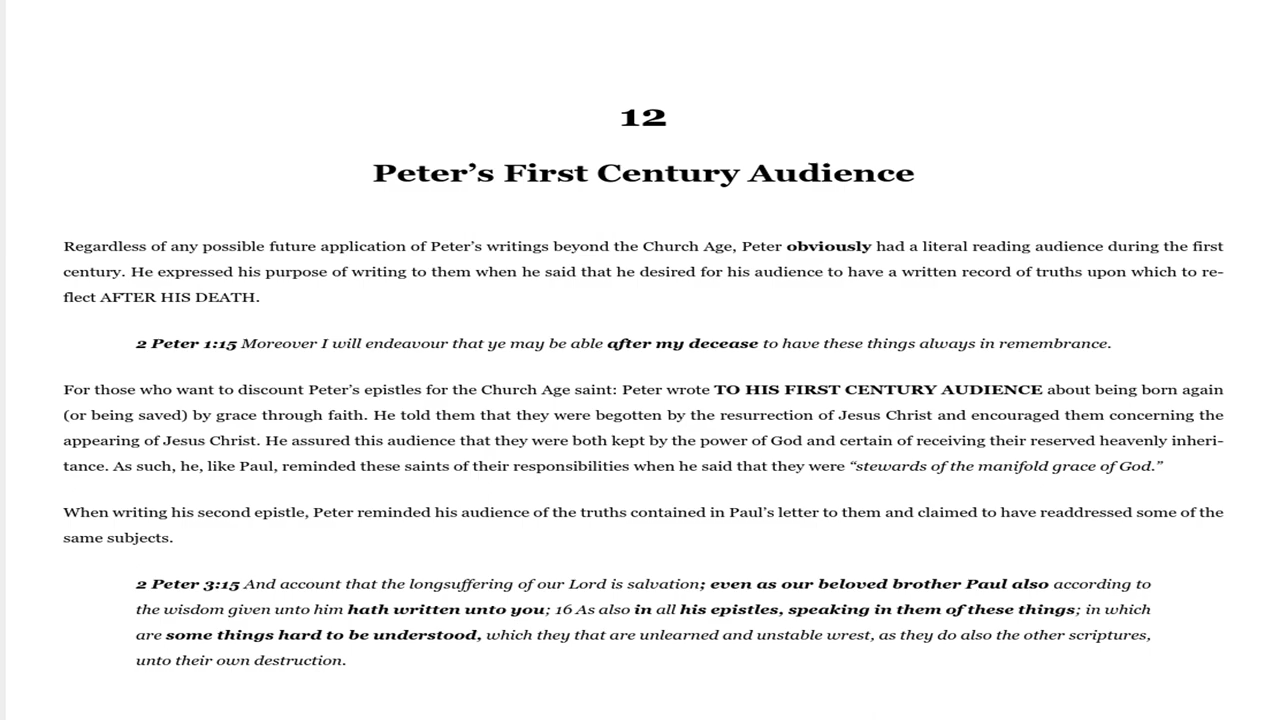 12
Peter’s First Century Audience
Regardless of any possible future application of Peter’s writings beyond the Church Age, Peter obviously had a literal reading audience during the first
century. He expressed his purpose of writing to them when he said that he desired for his audience to have a written record of truths upon which to re-
flect AFTER HIS DEATH.
2 Peter 1:15 Moreover I will endeavour that ye may be able after my decease to have these things always in remembrance.
For those who want to discount Peter’s epistles for the Church Age saint: Peter wrote TO HIS FIRST CENTURY AUDIENCE about being born again
(or being saved) by grace through faith. He told them that they were begotten by the resurrection of Jesus Christ and encouraged them concerning the
appearing of Jesus Christ. He assured this audience that they were both kept by the power of God and certain of receiving their reserved heavenly inheri-
tance. As such, he, like Paul, reminded these saints of their responsibilities when he said that they were “stewards of the manifold grace of God.”
When writing his second epistle, Peter reminded his audience of the truths contained in Paul’s letter to them and claimed to have readdressed some of the
same subjects.
2 Peter 3:15 And account that the longsuffering of our Lord is salvation; even as our beloved brother Paul also according to
the wisdom given unto him hath written unto you; 16 As also in all his epistles, speaking in them of these things; in which
are some things hard to be understood, which they that are unlearned and unstable wrest, as they do also the other scriptures,
unto their own destruction.